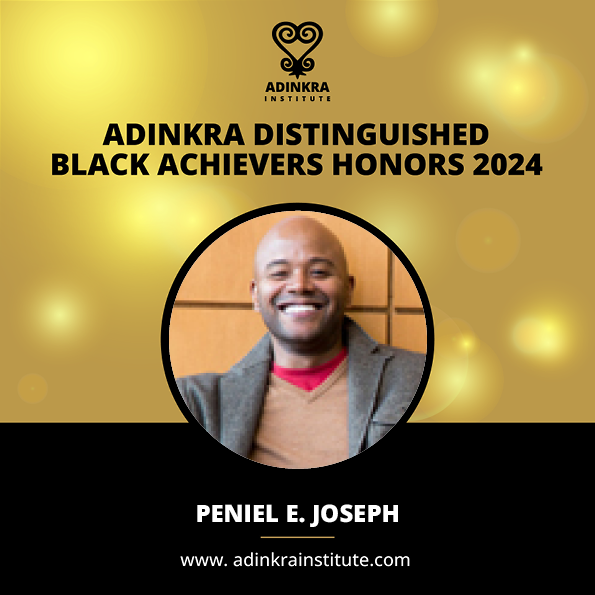 ADINKRA
INSTITUTE
ADINKRA DISTINGUISHED
BLACK ACHIEVERS HONORS 2024
PENIEL E. JOSEPH
www. adinkrainstitute.com